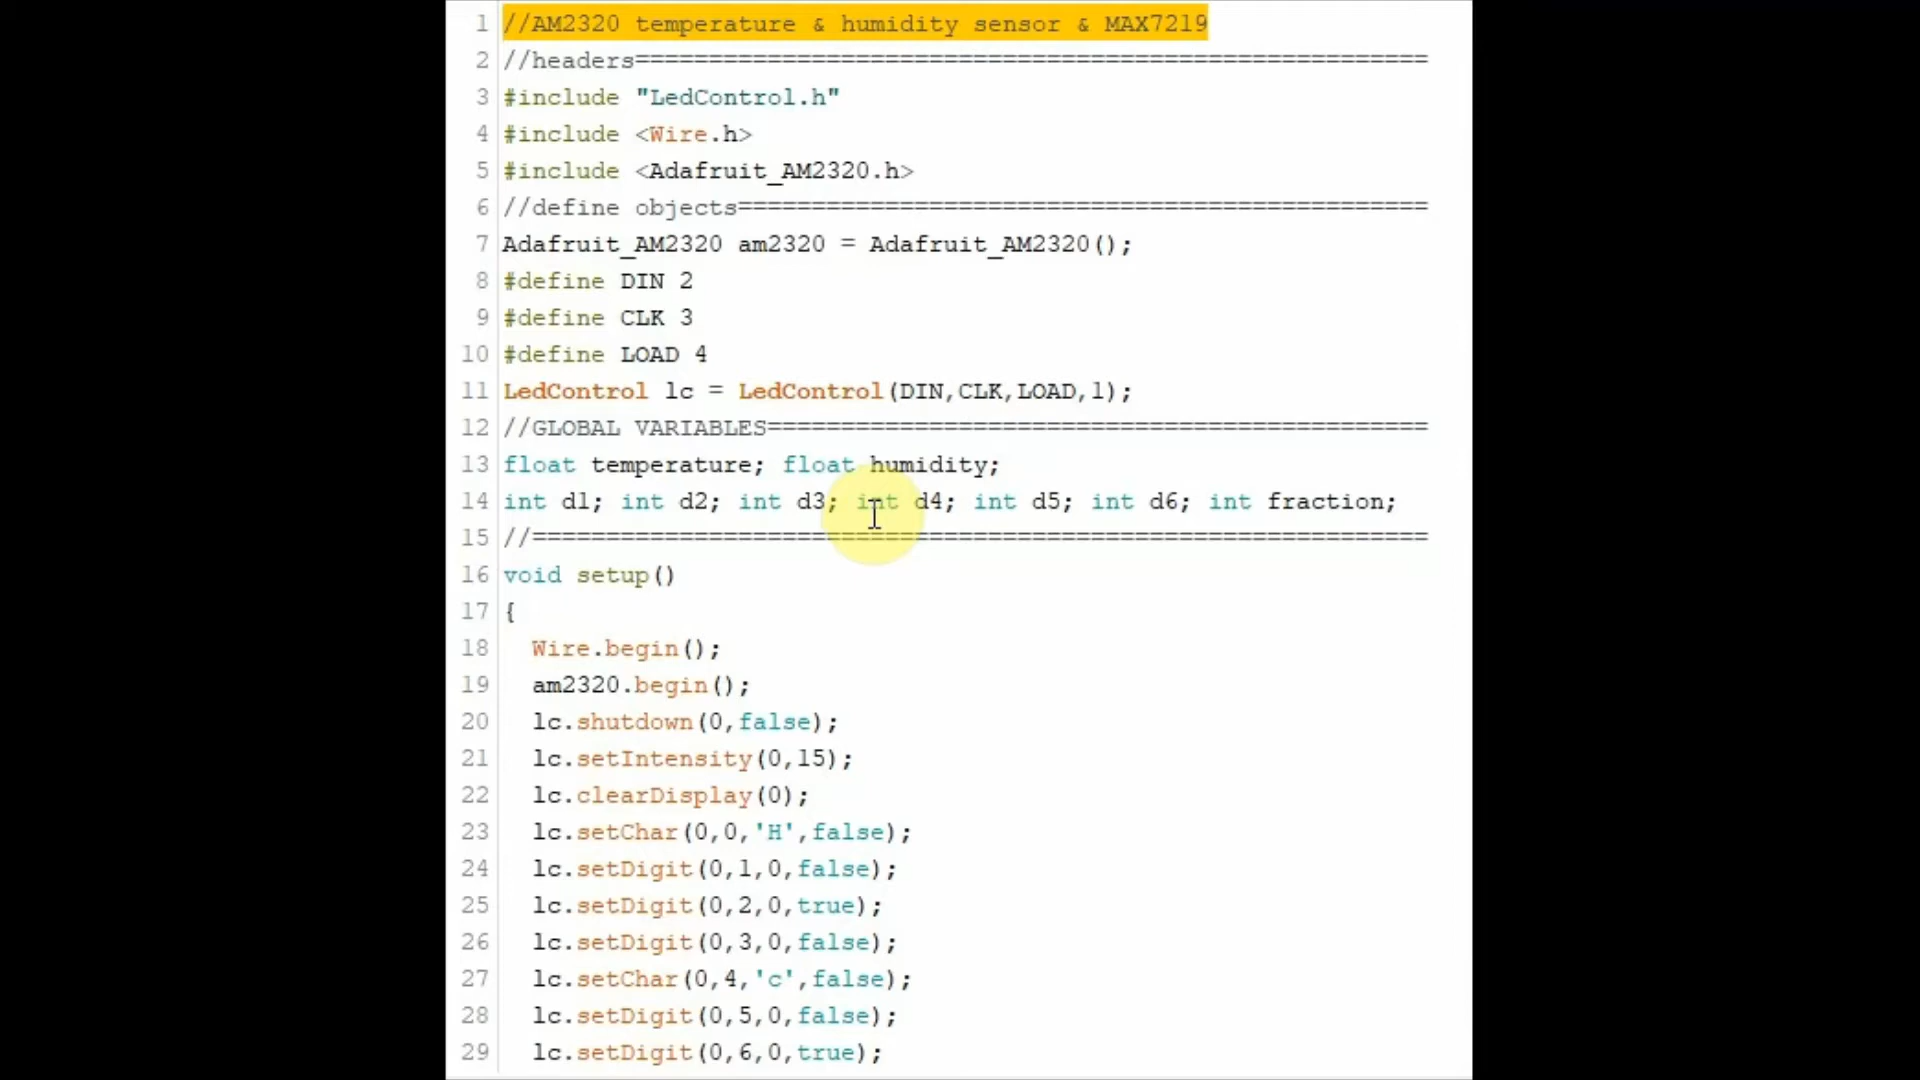 1 //AM2320 temperature & humidity sensor & MAX7219
2 //headers======================================================
3 #include "LedControl.h"
4 #include <Wire.h>
5 #include <Adafruit_AM2320.h>
6 //define objects===============================================
7 Adafruit_AM2320 am2320 = Adafruit_AM2320();
8 #define DIN 2
9 #define CLK 3
10 #define LOAD 4
11 LedControl lc = LedControl(DIN,CLK,LOAD,1);
12 //GLOBAL VARIABLES=============================================
13 float temperature; float humidity;
14 int d1; int d2; int d3; int d4; int d5; int d6; int fraction;
15 //=============================================================
16 void setup()
17 {
18   Wire.begin();
19   am2320.begin();
20   lc.shutdown(0,false);
21   lc.setIntensity(0,15);
22   lc.clearDisplay(0);
23   lc.setChar(0,0,'H',false);
24   lc.setDigit(0,1,0,false);
25   lc.setDigit(0,2,0,true);
26   lc.setDigit(0,3,0,false);
27   lc.setChar(0,4,'c',false);
28   lc.setDigit(0,5,0,false);
29   lc.setDigit(0,6,0,true);